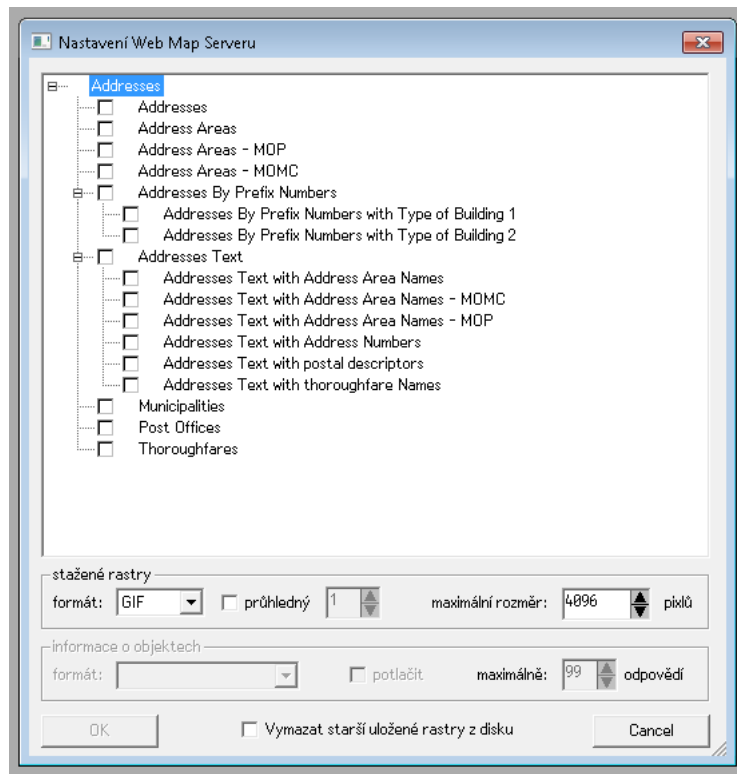 Nastavení Web Map Serveru
Addresses
Addresses
Address Areas
Address Areas - MOP
Address Areas - MOMC
Addresses By Prefix Numbers
Addresses By Prefix Numbers with Type of Building 1
Addresses By Prefix Numbers with Type of Building 2
Addresses Text
Addresses Text with Address Area Names
Addresses Text with Address Area Names - MOMC
Addresses Text with Address Area Names - MOP
Addresses Text with Address Numbers
Addresses Text with postal descriptors
Addresses Text with thoroughfare Names
Municipalities
Post Offices
Thoroughfares
stažené rastry
formát: GIF průhledný 1 maximální rozměr: 4096 pixlů
informace o objektech
formát: potlačit maximálně: 99 odpovědí
OK Vymazat starší uložené rastry z disku Cancel